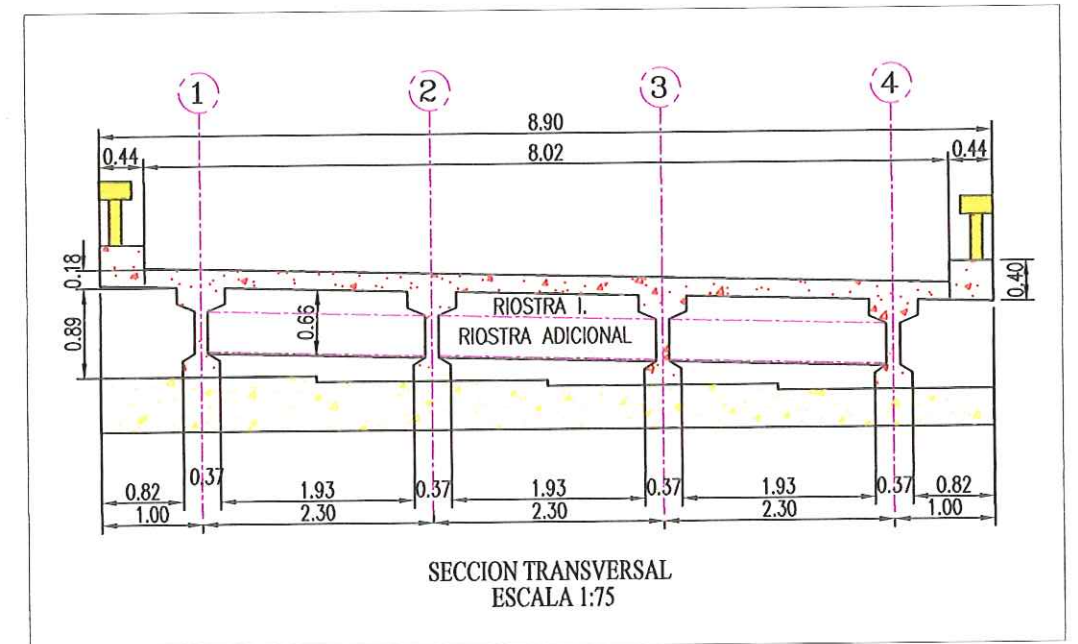 1 2 3 4
8.90
0.44 8.02 0.44
0.18
0.40
0.89
0.66
RIOSTRA I.
RIOSTRA ADICIONAL
0.37 0.37 0.37 0.37
0.82 1.93 1.93 1.93 0.82
1.00 2.30 2.30 2.30 1.00
SECCION TRANSVERSAL
ESCALA 1:75